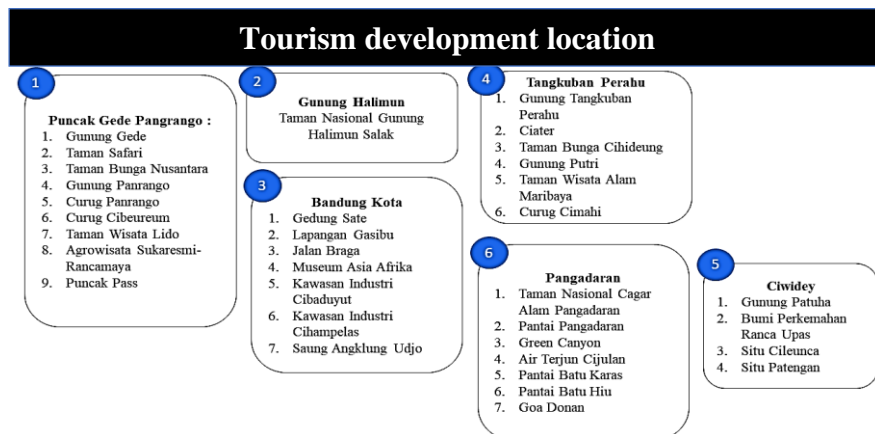 Tourism development location
1
Puncak Gede Pangrango :
1. Gunung Gede
2. Taman Safari
3. Taman Bunga Nusantara
4. Gunung Panrango
5. Curug Panrango
6. Curug Cibeureum
7. Taman Wisata Lido
8. Agrowisata Sukaresmi-
Rancamaya
9. Puncak Pass
2
Gunung Halimun
Taman Nasional Gunung
Halimun Salak
3
Bandung Kota
1. Gedung Sate
2. Lapangan Gasibu
3. Jalan Braga
4. Museum Asia Afrika
5. Kawasan Industri
Cibaduyut
6. Kawasan Industri
Cihampelas
7. Saung Angklung Udjo
4
Tangkuban Perahu
1. Gunung Tangkuban
Perahu
2. Ciater
3. Taman Bunga Cihideung
4. Gunung Putri
5. Taman Wisata Alam
Maribaya
6. Curug Cimahi
6
Pangadaran
1. Taman Nasional Cagar
Alam Pangadaran
2. Pantai Pangadaran
3. Green Canyon
4. Air Terjun Cijulan
5. Pantai Batu Karas
6. Pantai Batu Hiu
7. Goa Donan
5
Ciwidey
1. Gunung Patuha
2. Bumi Perkemahan
Ranca Upas
3. Situ Cileunca
4. Situ Patengan